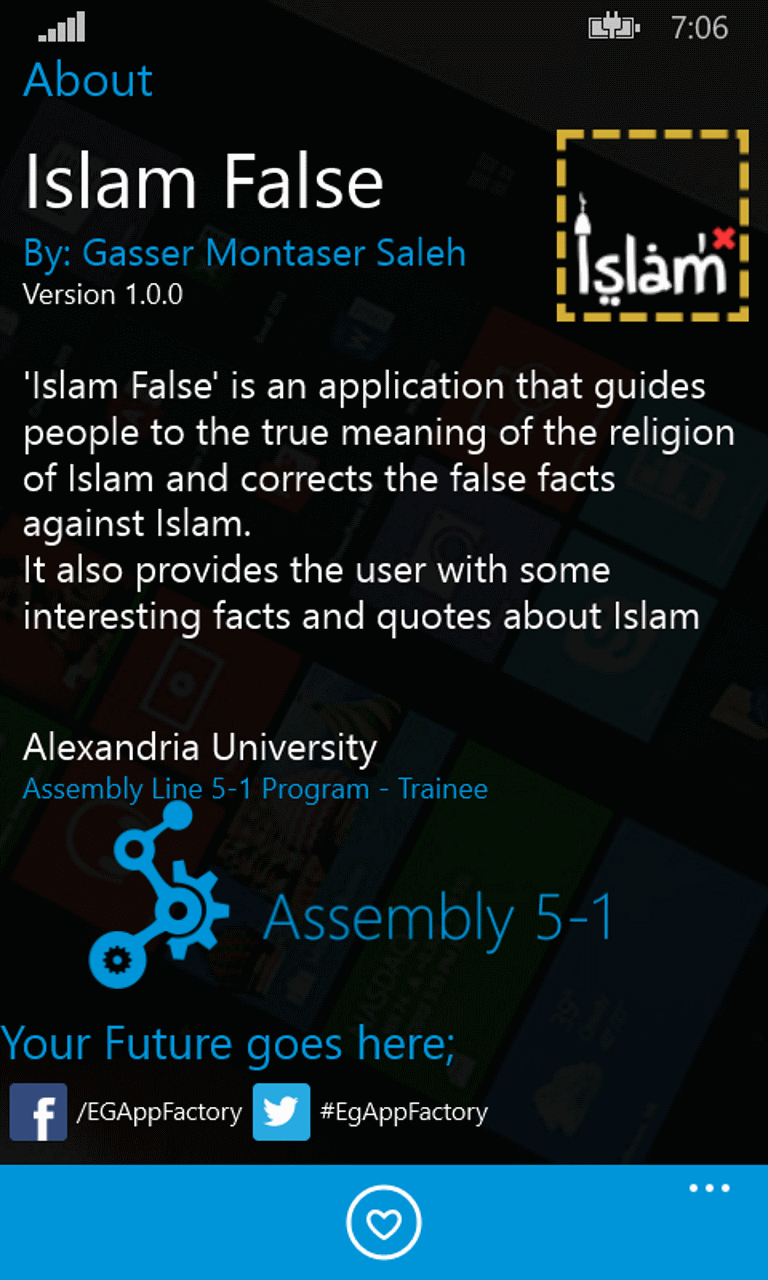 7:06
About
Islam False
By: Gasser Montaser Saleh
Version 1.0.0
Islam
'Islam False' is an application that guides
people to the true meaning of the religion
of Islam and corrects the false facts
against Islam.
It also provides the user with some
interesting facts and quotes about Islam
Alexandria University
Assembly Line 5-1 Program - Trainee
Assembly 5-1
Your Future goes here;
/EGAppFactory #EgAppFactory